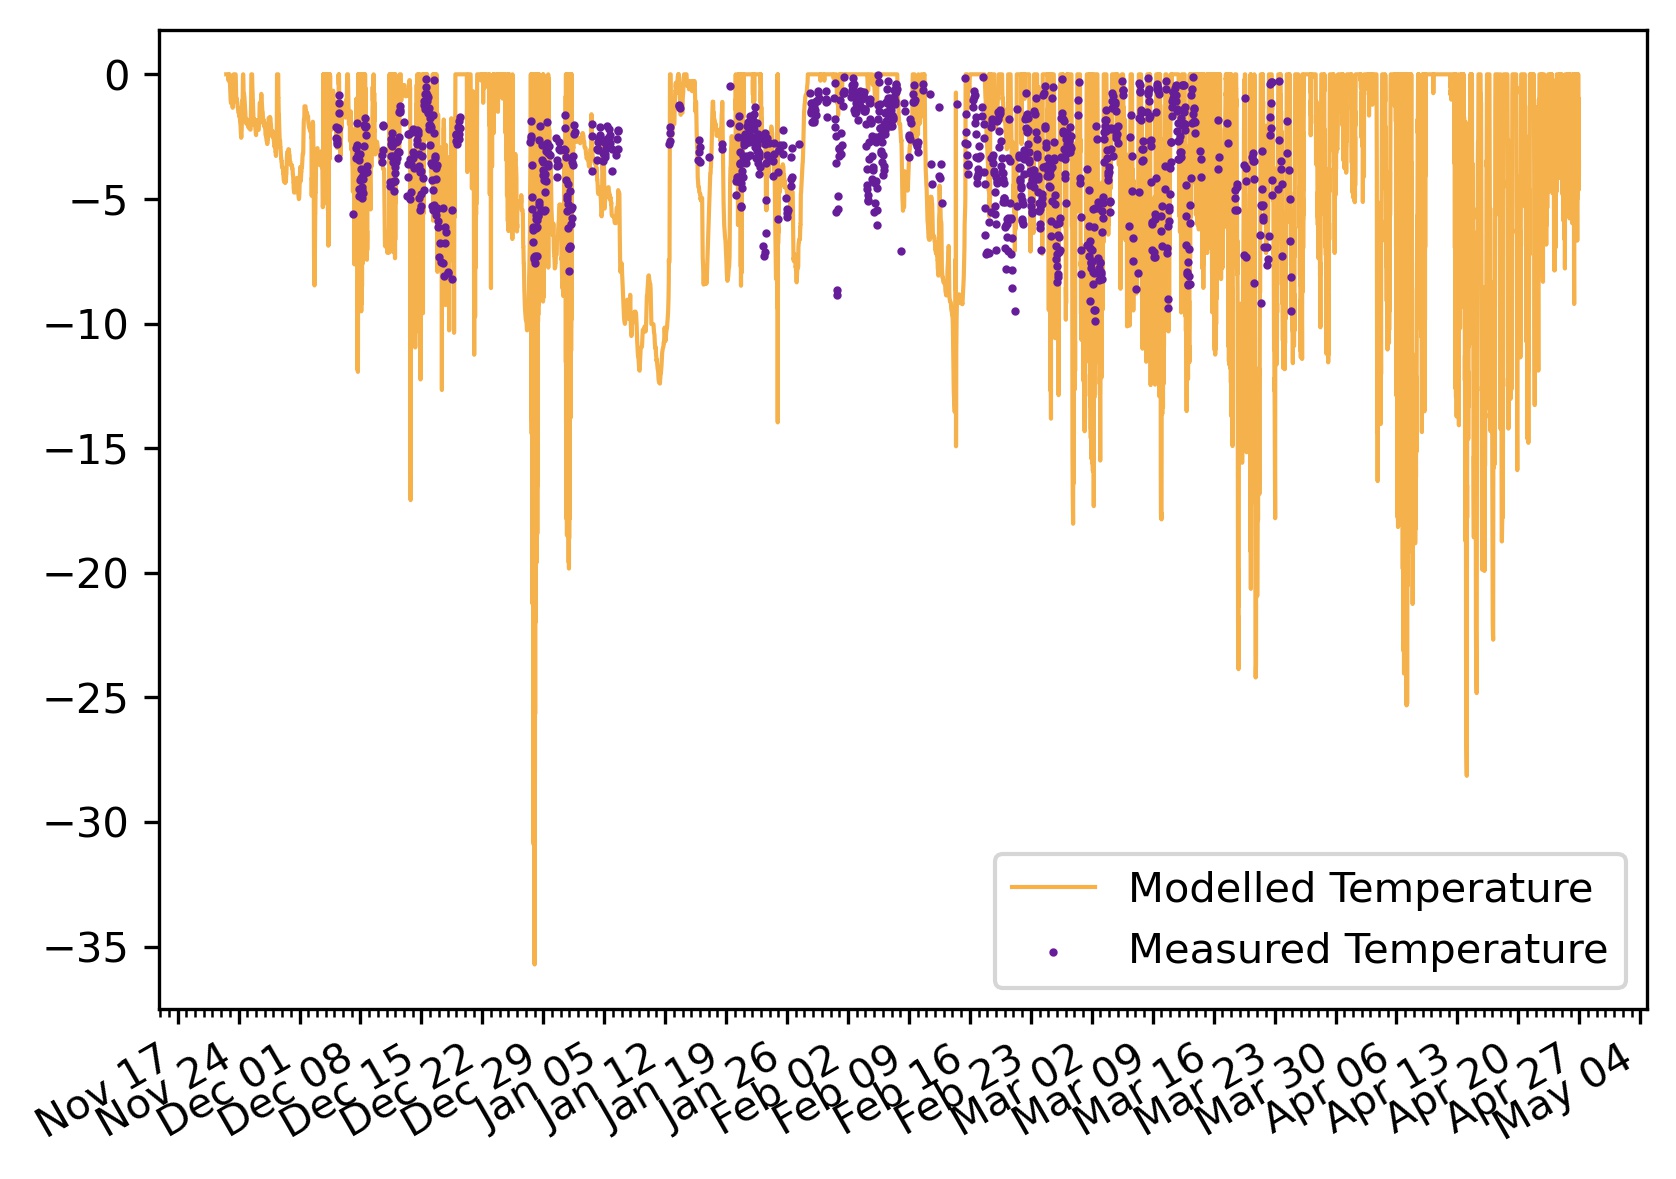 0
−5
−10
−15
−20
−25
−30
−35
Modelled Temperature
Measured Temperature
Nov 17
Nov 24
Dec 01
Dec 08
Dec 15
Dec 22
Dec 29
Jan 05
Jan 12
Jan 19
Jan 26
Feb 02
Feb 09
Feb 16
Feb 23
Mar 02
Mar 09
Mar 16
Mar 23
Mar 30
Apr 06
Apr 13
Apr 20
Apr 27
May 04